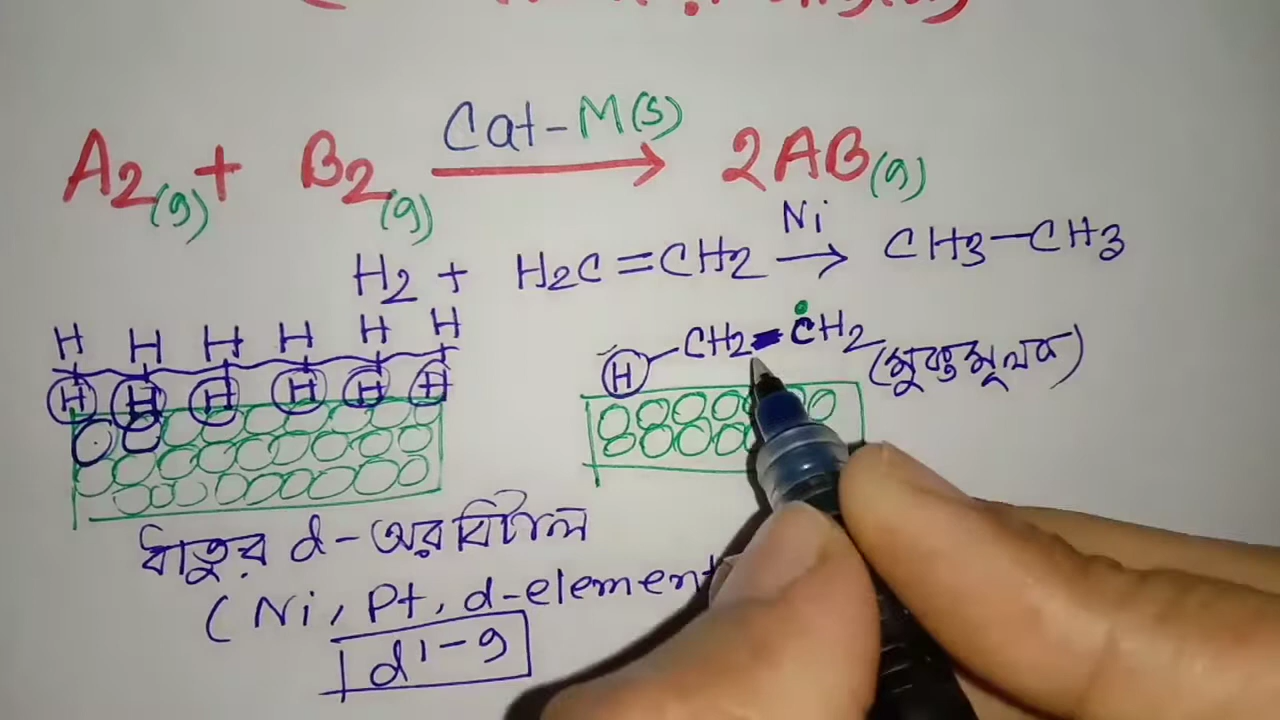 A2(g) + B2(g) Cat-M(s) → 2AB(g)
H2 + H2C=CH2 Ni → CH3-CH3
H H H H H H
H H H H H H
H-CH2-ĊH2 (মুক্তমূলক)
ধাতুর d-অরবিটাল
(Ni, Pt, d-element
d1-9